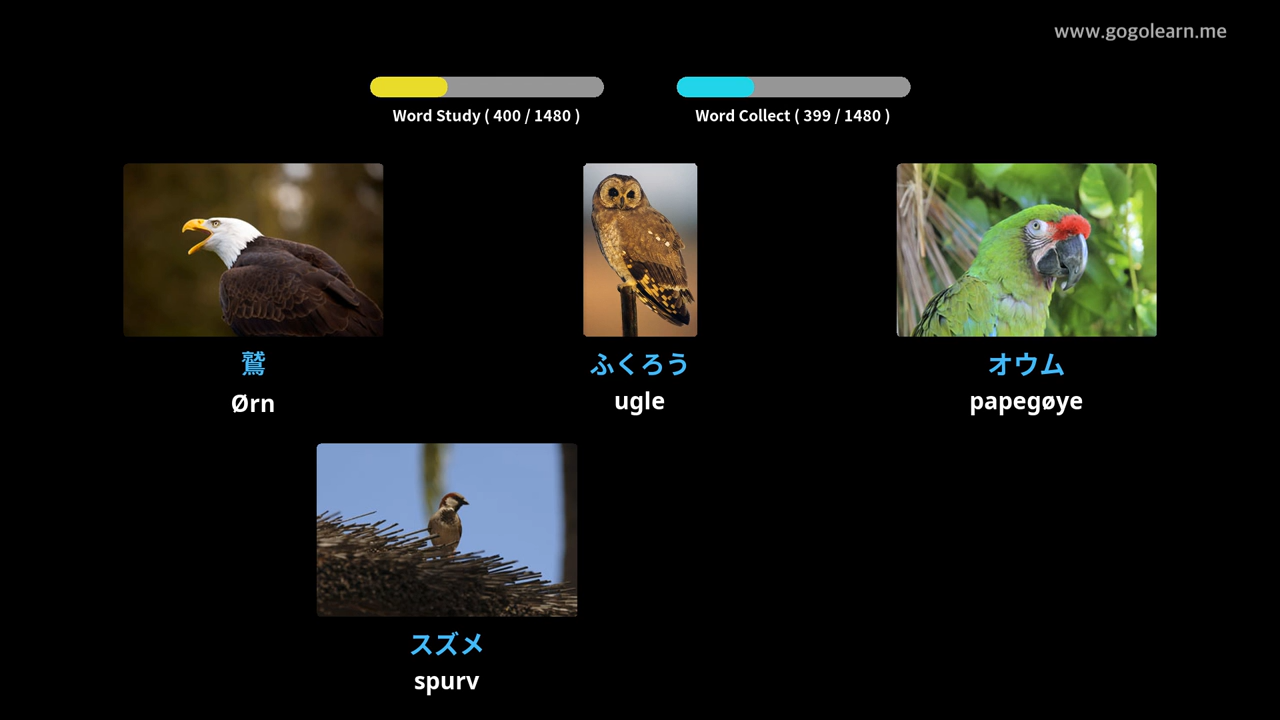 www.gogolearn.me
Word Study ( 400 / 1480 )
Word Collect ( 399 / 1480 )
鷲
ふくろう
オウム
Ørn
ugle
papegøye
スズメ
spurv